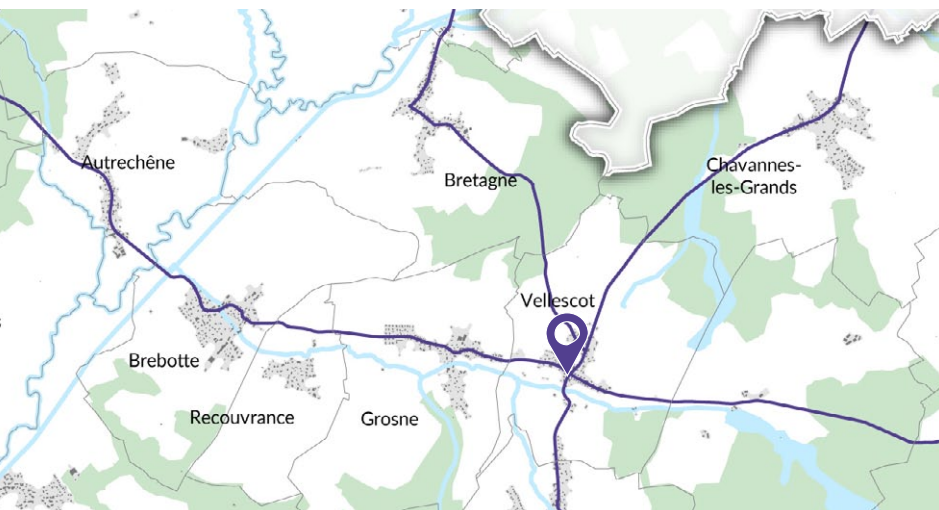 Autrechêne
Bretagne
Chavannes-
les-Grands
Vellescot
Brebotte
Recouvrance
Grosne